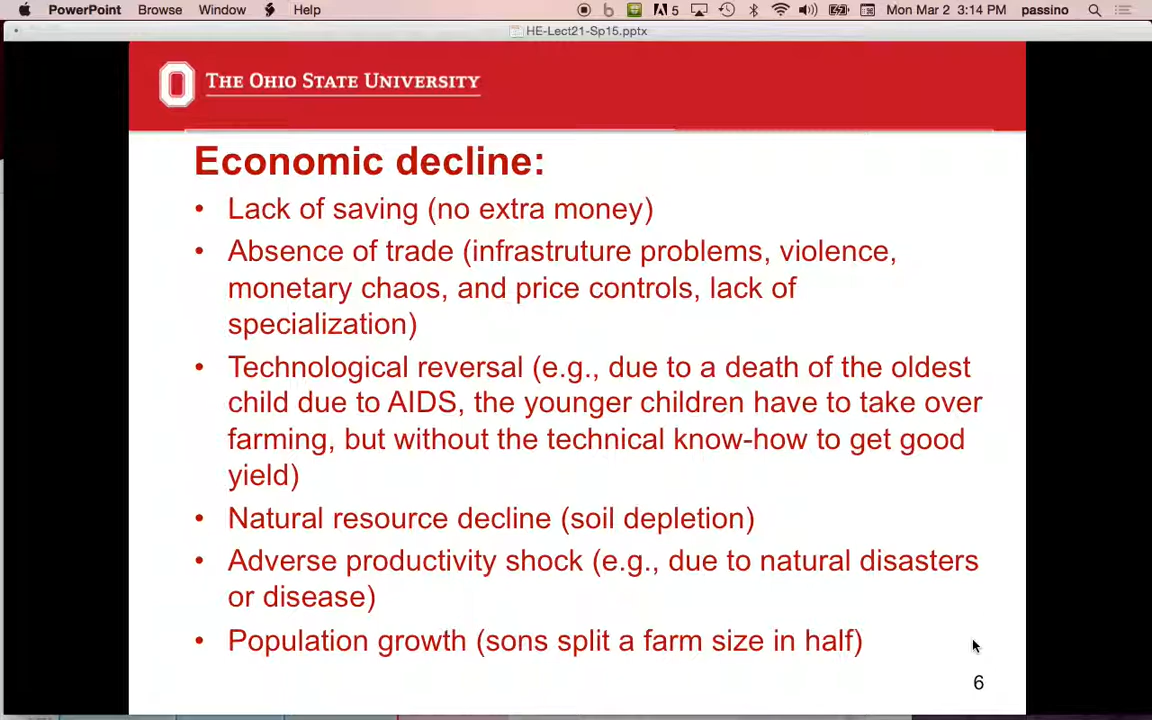 PowerPoint Browse Window Help 5 Mon Mar 2 3:14 PM passino
HE-Lect21-Sp15.pptx
THE OHIO STATE UNIVERSITY
Economic decline:
• Lack of saving (no extra money)
• Absence of trade (infrastruture problems, violence,
monetary chaos, and price controls, lack of
specialization)
• Technological reversal (e.g., due to a death of the oldest
child due to AIDS, the younger children have to take over
farming, but without the technical know-how to get good
yield)
• Natural resource decline (soil depletion)
• Adverse productivity shock (e.g., due to natural disasters
or disease)
• Population growth (sons split a farm size in half)
6